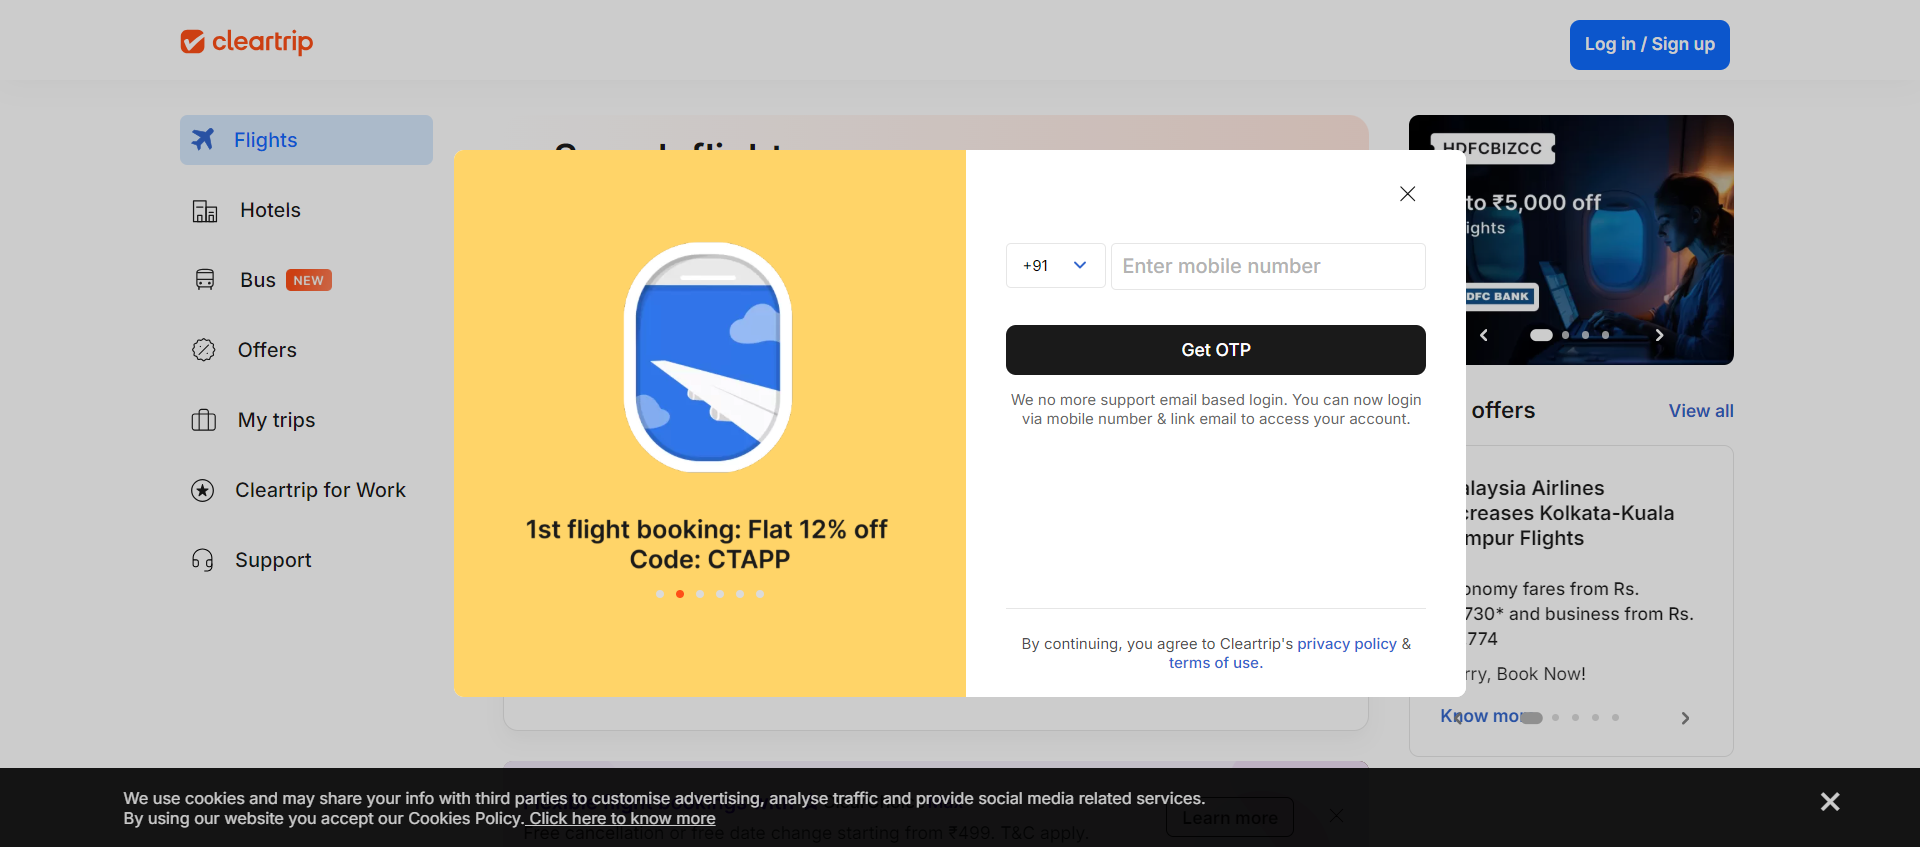 cleartrip
Log in / Sign up
Flights
Hotels
Bus NEW
Offers
My trips
Cleartrip for Work
Support
1st flight booking: Flat 12% off
Code: CTAPP
+91
Enter mobile number
Get OTP
We no more support email based login. You can now login
via mobile number & link email to access your account.
By continuing, you agree to Cleartrip's privacy policy &
terms of use.
HDFCBIZCC
to ₹5,000 off
ights
DFC BANK
offers
View all
alaysia Airlines
creases Kolkata-Kuala
mpur Flights
onomy fares from Rs.
730* and business from Rs.
774
rry, Book Now!
Know mo
We use cookies and may share your info with third parties to customise advertising, analyse traffic and provide social media related services.
By using our website you accept our Cookies Policy. Click here to know more
Free cancellation or free date change starting from ₹499. T&C apply.
Learn more